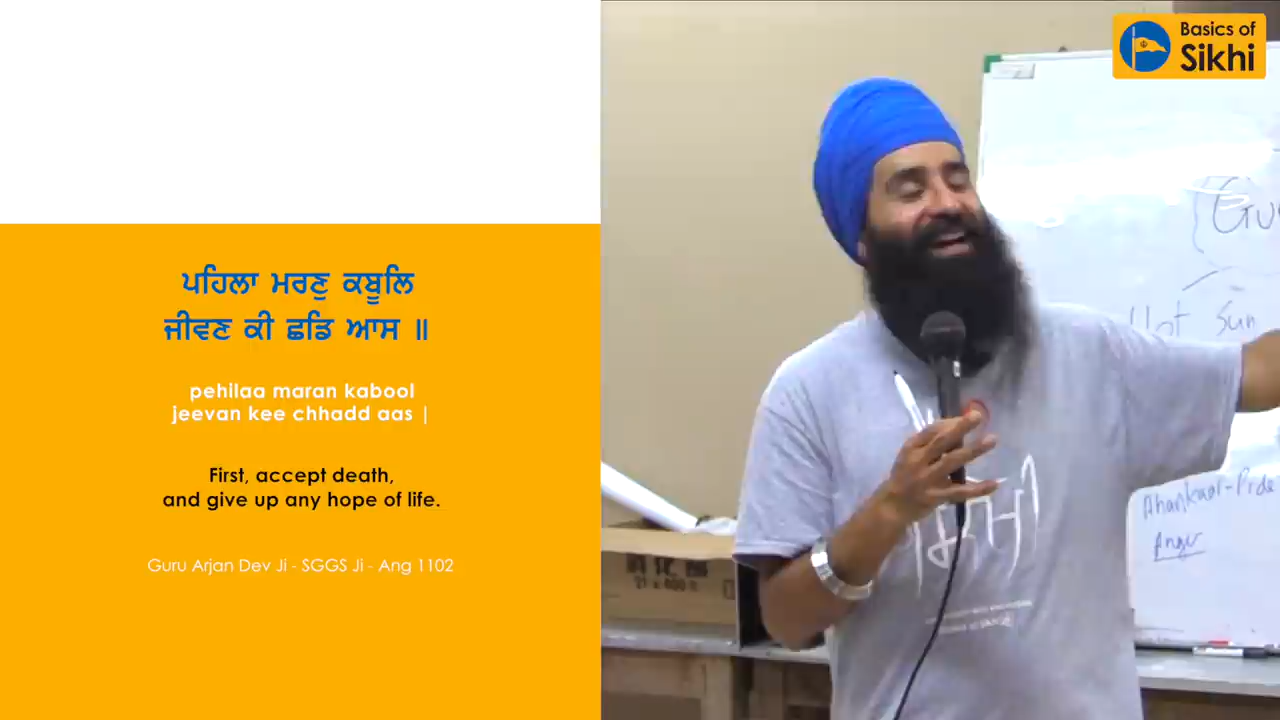 Basics of
Sikhi
ਪਹਿਲਾ ਮਰਣੁ ਕਬੂਲਿ
ਜੀਵਣ ਕੀ ਛਡਿ ਆਸ ॥
pehilaa maran kabool
jeevan kee chhadd aas |
First, accept death,
and give up any hope of life.
Guru Arjan Dev Ji - SGGS Ji - Ang 1102
Hot Sun
Ahankaar-Pride
Anger